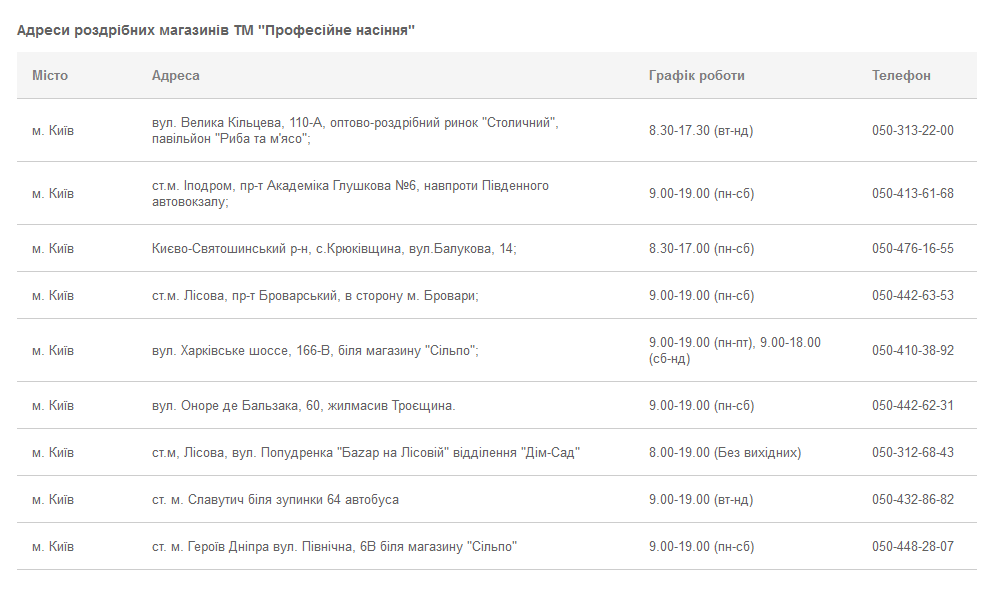 Адреси роздрібних магазинів ТМ "Професійне насіння"
Місто Адреса Графік роботи Телефон
м. Київ вул. Велика Кільцева, 110-А, оптово-роздрібний ринок "Столичний", 8.30-17.30 (вт-нд) 050-313-22-00
павільйон "Риба та м'ясо";
м. Київ ст.м. Іподром, пр-т Академіка Глушкова №6, навпроти Південного 9.00-19.00 (пн-сб) 050-413-61-68
автовокзалу;
м. Київ Києво-Святошинський р-н, с.Крюківщина, вул.Балукова, 14; 8.30-17.00 (пн-сб) 050-476-16-55
м. Київ ст.м. Лісова, пр-т Броварський, в сторону м. Бровари; 9.00-19.00 (пн-сб) 050-442-63-53
м. Київ вул. Харківське шоссе, 166-В, біля магазину "Сільпо"; 9.00-19.00 (пн-пт), 9.00-18.00 050-410-38-92
(сб-нд)
м. Київ вул. Оноре де Бальзака, 60, жилмасив Троєщина. 9.00-19.00 (пн-сб) 050-442-62-31
м. Київ ст.м, Лісова, вул. Попудренка "Базар на Лісовій" відділення "Дім-Сад" 8.00-19.00 (Без вихідних) 050-312-68-43
м. Київ ст. м. Славутич біля зупинки 64 автобуса 9.00-19.00 (вт-нд) 050-432-86-82
м. Київ ст. м. Героїв Дніпра вул. Північна, 6В біля магазину "Сільпо" 9.00-19.00 (пн-сб) 050-448-28-07